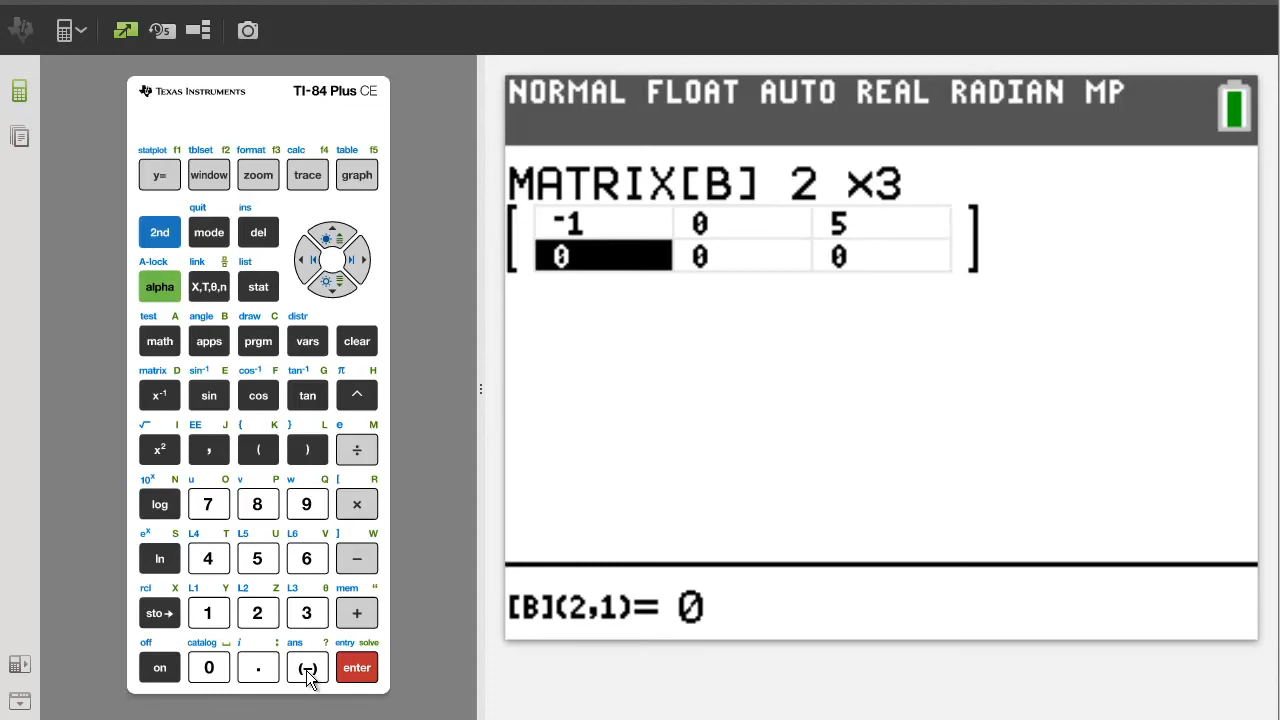 TEXAS INSTRUMENTS TI-84 Plus CE
statplot f1 tblset f2 format f3 calc f4 table f5
y= window zoom trace graph
quit ins
2nd mode del
A-lock link list
alpha X,T,θ,n stat
test A angle B draw C distr
math apps prgm vars clear
matrix D sin⁻¹ E cos⁻¹ F tan⁻¹ G π H
x⁻¹ sin cos tan ^
√ I EE J { K } L e M
x² , ( ) ÷
10ˣ N u O v P w Q [ R
log 7 8 9 ×
eˣ S L4 T L5 U L6 V ] W
ln 4 5 6 −
rcl X L1 Y L2 Z L3 θ mem “
sto→ 1 2 3 +
off catalog ⎵ i : ans ? entry solve
on 0 . (−) enter
NORMAL FLOAT AUTO REAL RADIAN MP
MATRIX[B] 2 ×3
[ -1 0 5 ]
[ 0 0 0 ]
[B](2,1)= 0